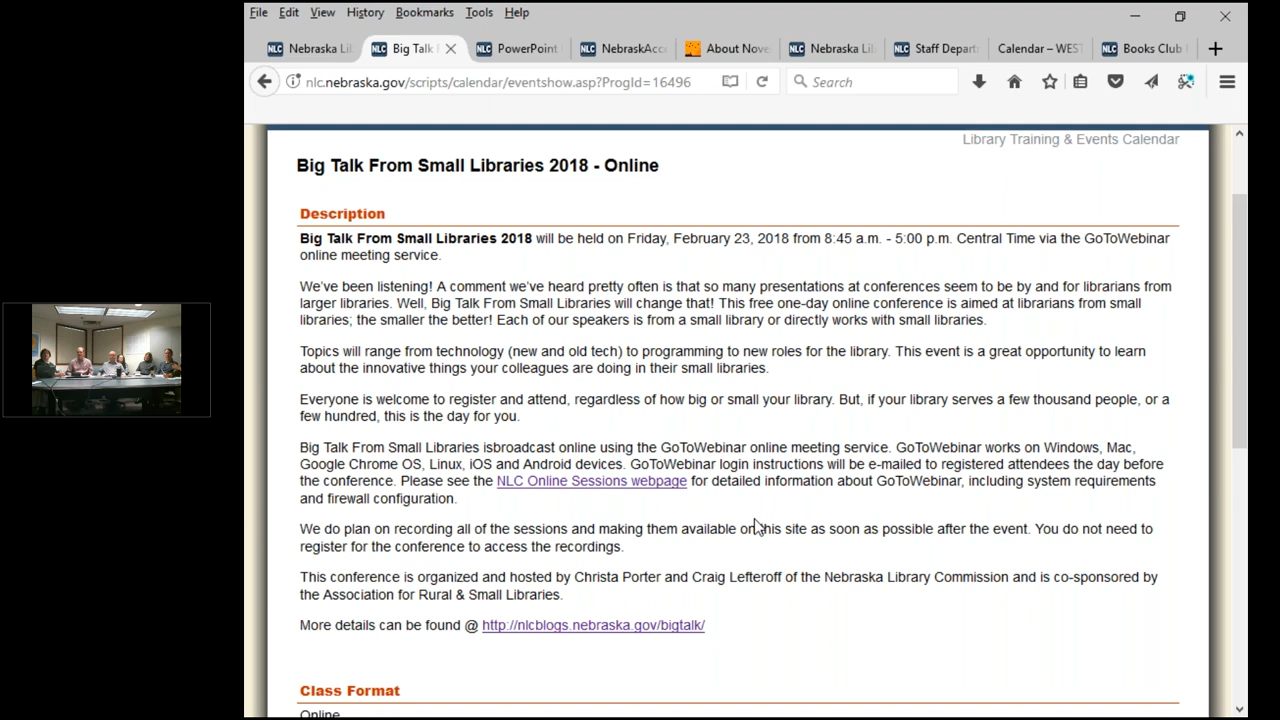 File Edit View History Bookmarks Tools Help
Nebraska Li
Big Talk
PowerPoint
NebraskAcc
About Nove
Nebraska Lib
Staff Depart
Calendar – WEST
Books Club
nlc.nebraska.gov/scripts/calendar/eventshow.asp?ProgId=16496
Search
Library Training & Events Calendar
Big Talk From Small Libraries 2018 - Online
Description
Big Talk From Small Libraries 2018 will be held on Friday, February 23, 2018 from 8:45 a.m. - 5:00 p.m. Central Time via the GoToWebinar
online meeting service.
We've been listening! A comment we've heard pretty often is that so many presentations at conferences seem to be by and for librarians from
larger libraries. Well, Big Talk From Small Libraries will change that! This free one-day online conference is aimed at librarians from small
libraries; the smaller the better! Each of our speakers is from a small library or directly works with small libraries.
Topics will range from technology (new and old tech) to programming to new roles for the library. This event is a great opportunity to learn
about the innovative things your colleagues are doing in their small libraries.
Everyone is welcome to register and attend, regardless of how big or small your library. But, if your library serves a few thousand people, or a
few hundred, this is the day for you.
Big Talk From Small Libraries isbroadcast online using the GoToWebinar online meeting service. GoToWebinar works on Windows, Mac,
Google Chrome OS, Linux, iOS and Android devices. GoToWebinar login instructions will be e-mailed to registered attendees the day before
the conference. Please see the NLC Online Sessions webpage for detailed information about GoToWebinar, including system requirements
and firewall configuration.
We do plan on recording all of the sessions and making them available on this site as soon as possible after the event. You do not need to
register for the conference to access the recordings.
This conference is organized and hosted by Christa Porter and Craig Lefteroff of the Nebraska Library Commission and is co-sponsored by
the Association for Rural & Small Libraries.
More details can be found @ http://nlcblogs.nebraska.gov/bigtalk/
Class Format
Online